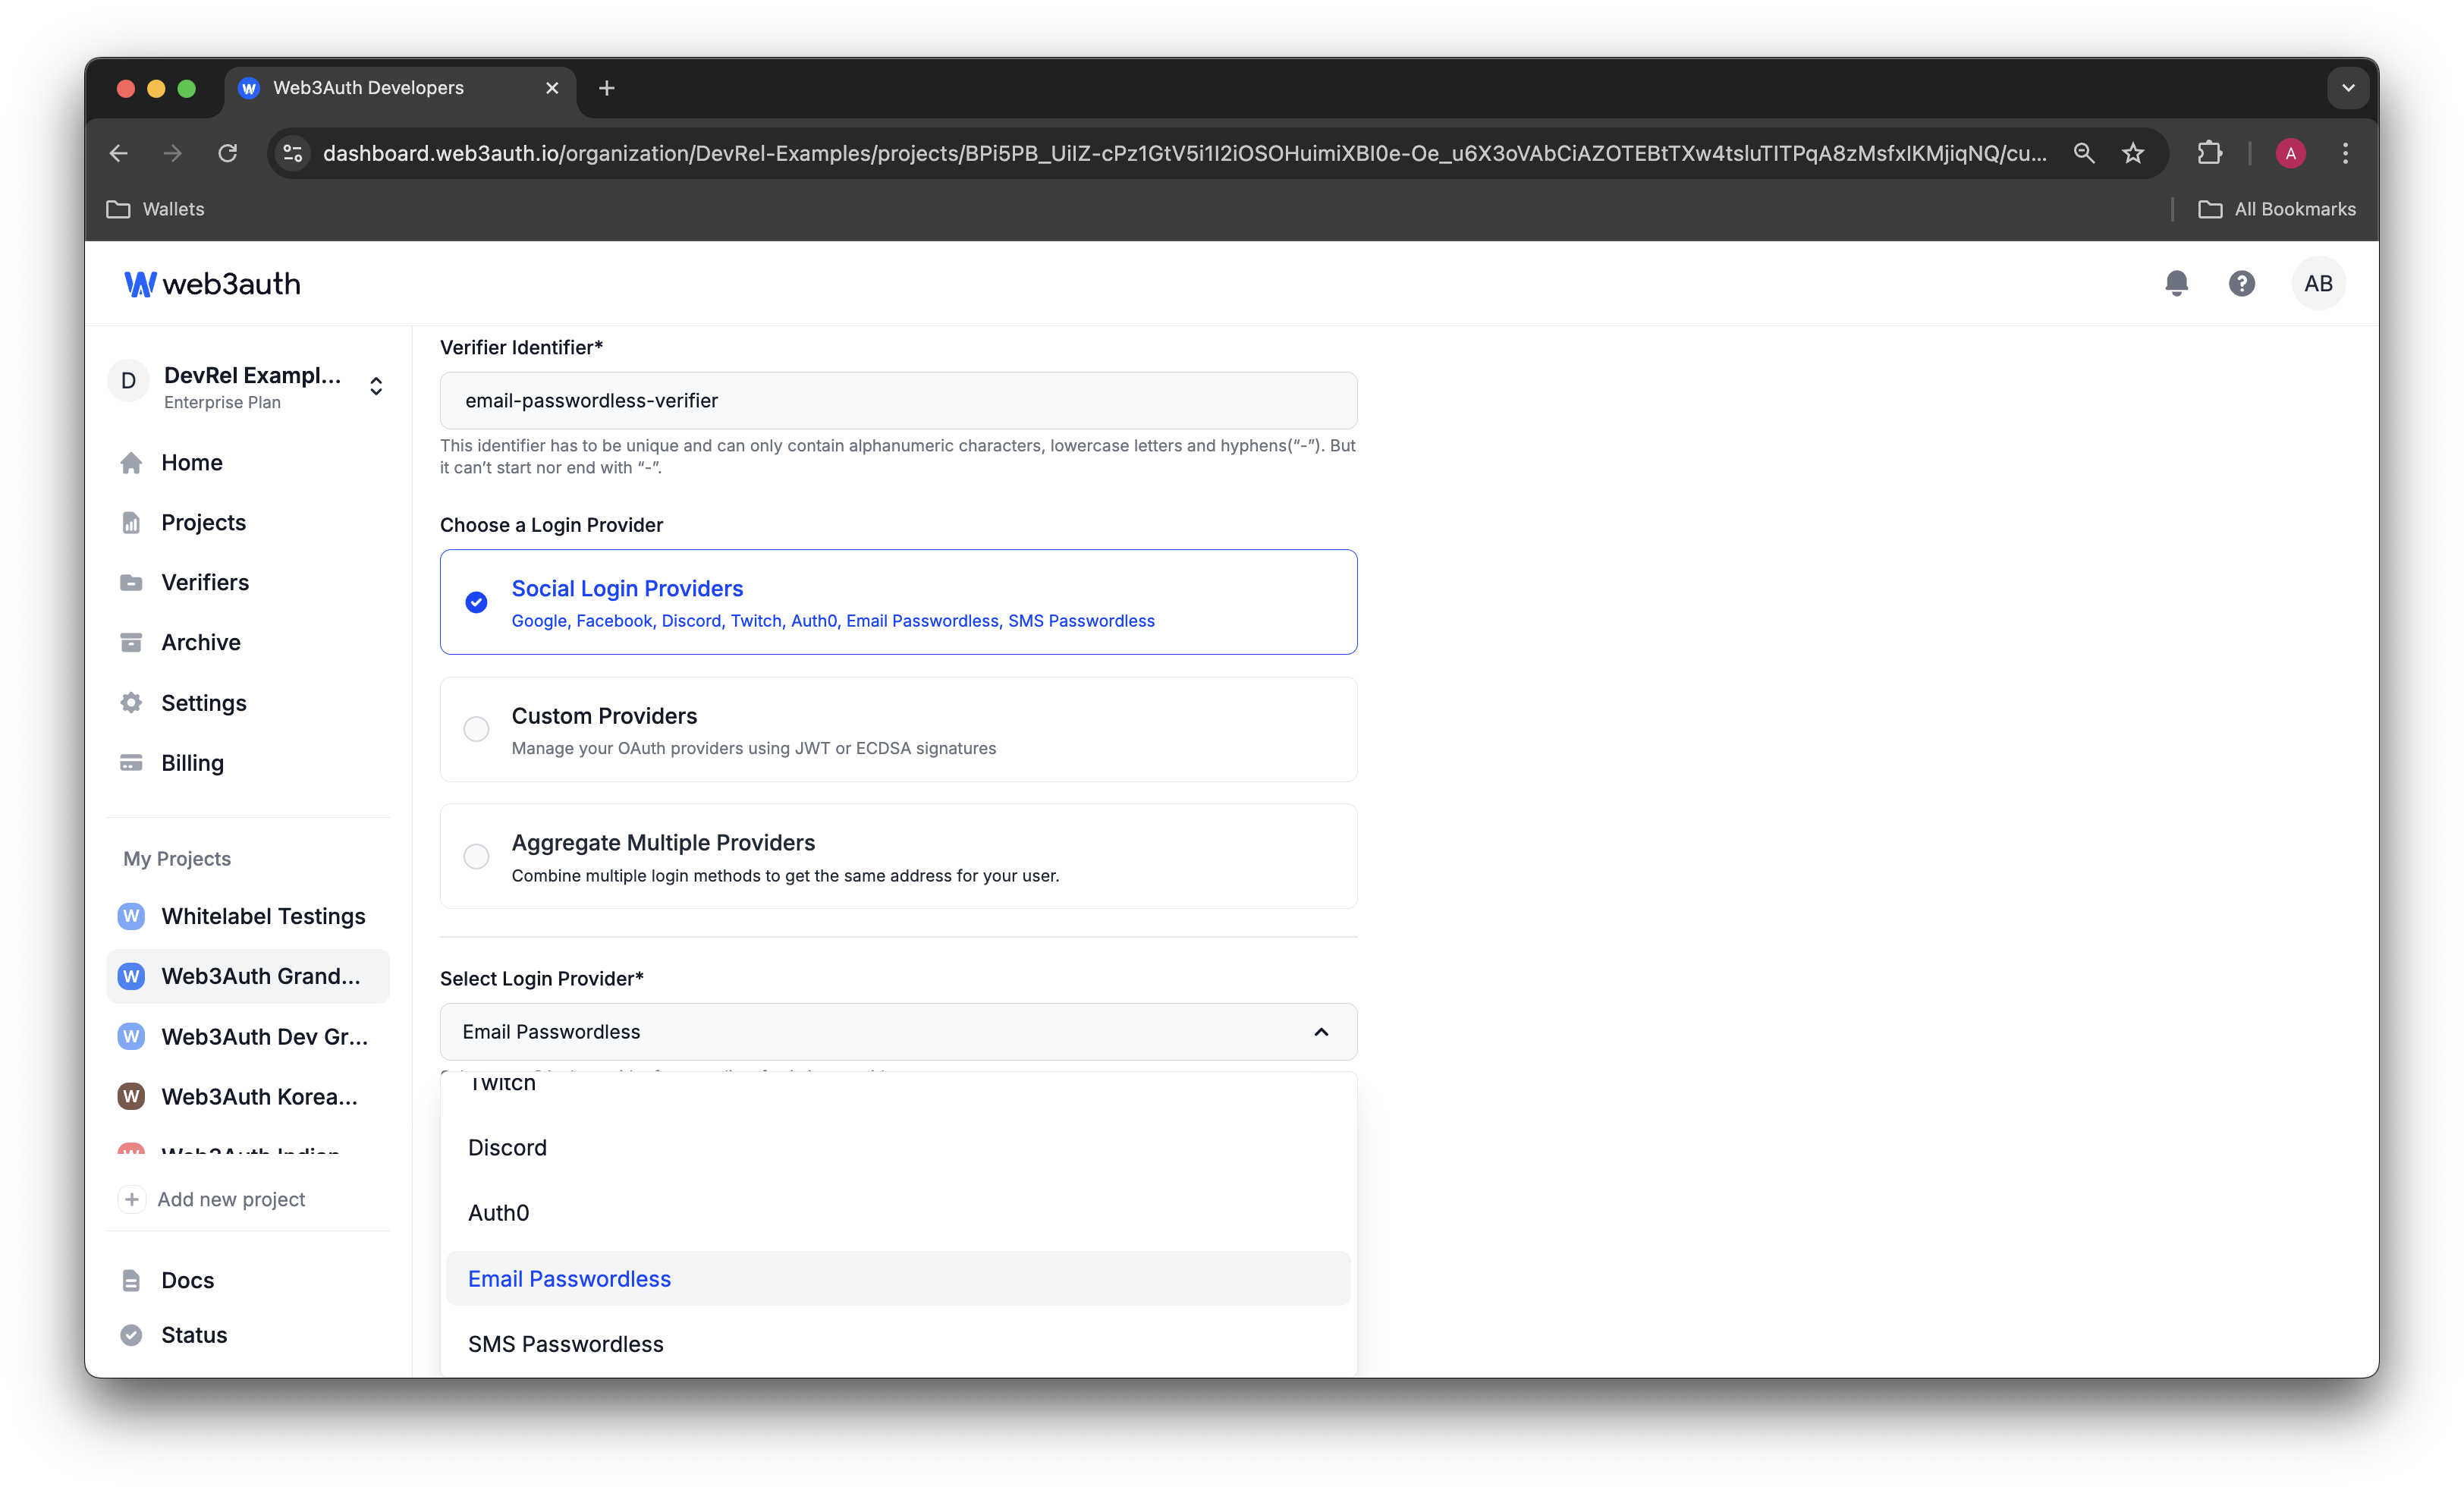 Web3Auth Developers
dashboard.web3auth.io/organization/DevRel-Examples/projects/BPi5PB_UiIZ-cPz1GtV5i1I2iOSOHuimiXBI0e-Oe_u6X3oVAbCiAZOTEBtTXw4tsluTITPqA8zMsfxIKMjiqNQ/cu...
A
Wallets
All Bookmarks
web3auth
AB
D
DevRel Exampl...
Enterprise Plan
Home
Projects
Verifiers
Archive
Settings
Billing
My Projects
W Whitelabel Testings
W Web3Auth Grand...
W Web3Auth Dev Gr...
W Web3Auth Korea...
W Web3Auth Indian
Add new project
Docs
Status
Verifier Identifier*
email-passwordless-verifier
This identifier has to be unique and can only contain alphanumeric characters, lowercase letters and hyphens(“-”). But
it can’t start nor end with “-”.
Choose a Login Provider
Social Login Providers
Google, Facebook, Discord, Twitch, Auth0, Email Passwordless, SMS Passwordless
Custom Providers
Manage your OAuth providers using JWT or ECDSA signatures
Aggregate Multiple Providers
Combine multiple login methods to get the same address for your user.
Select Login Provider*
Email Passwordless
Twitch
Discord
Auth0
Email Passwordless
SMS Passwordless